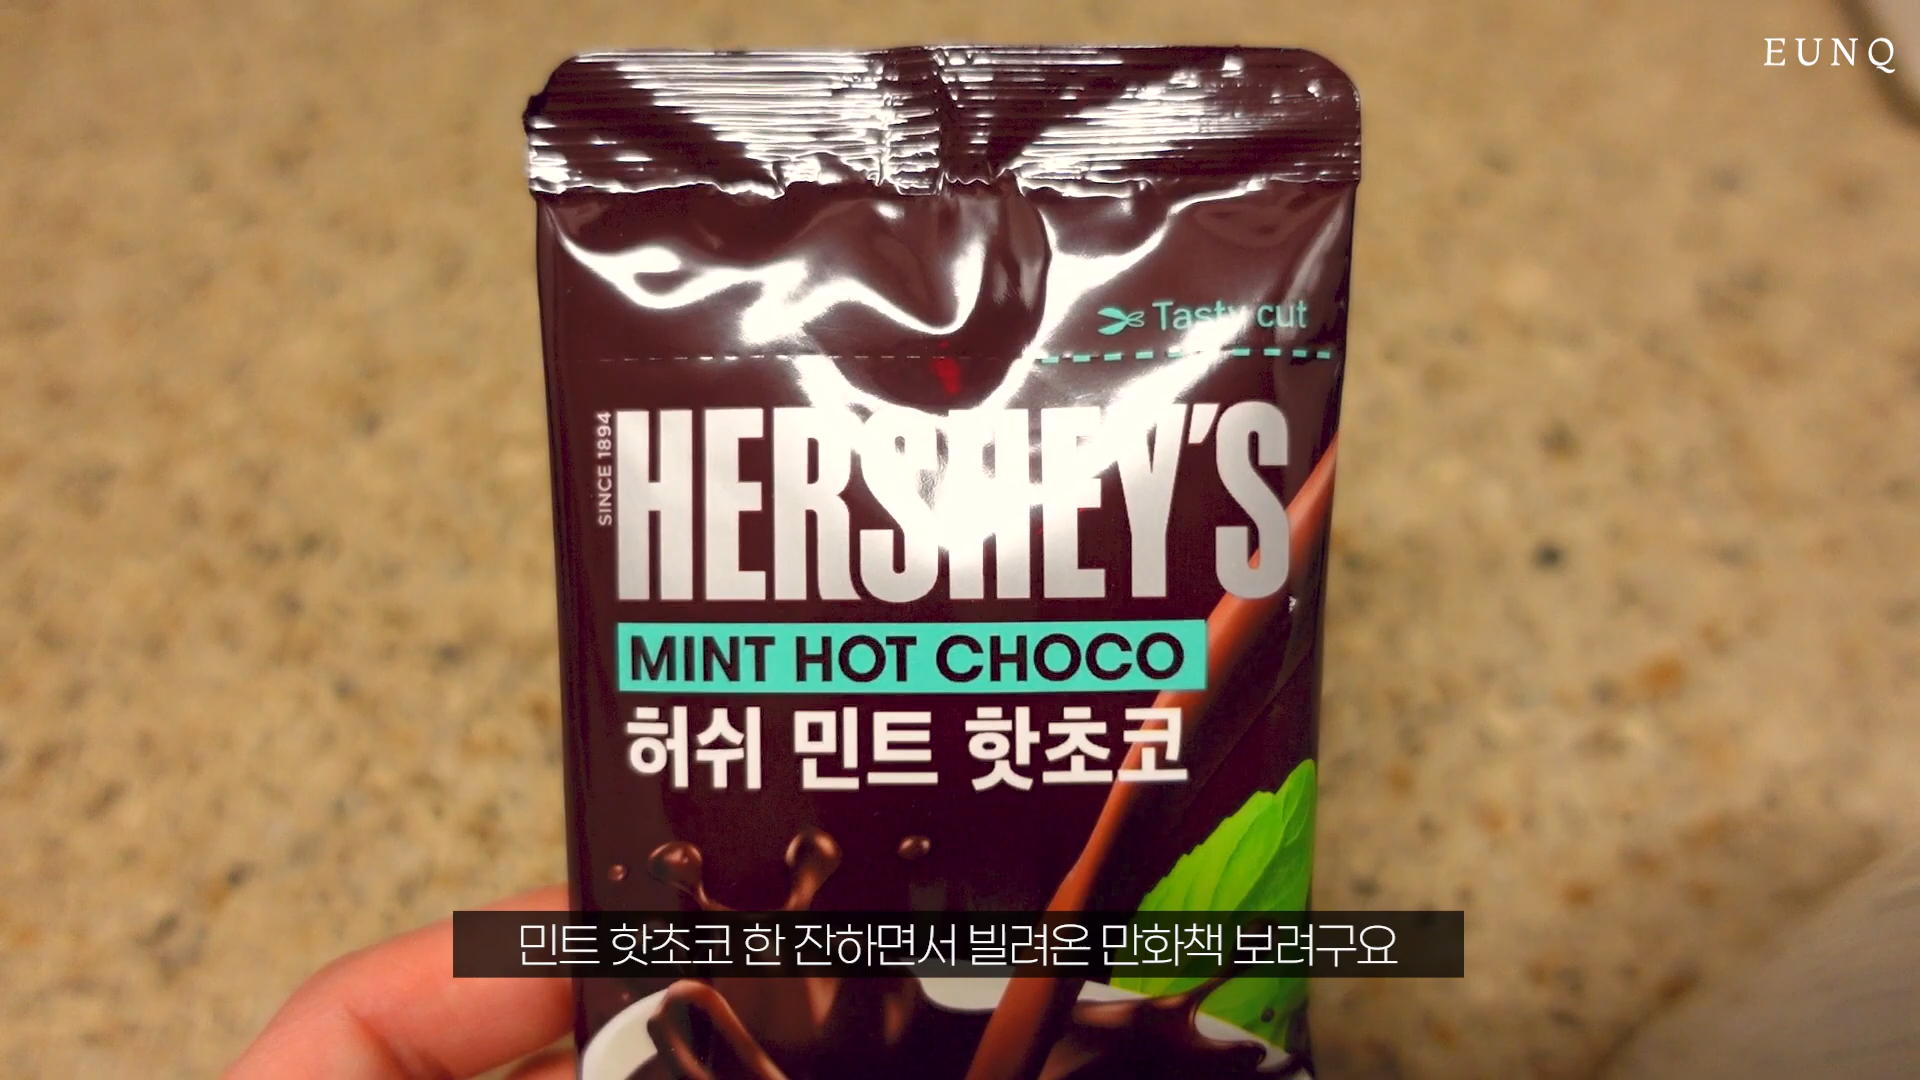 EUNQ
Tasty cut
SINCE 1894
HERSHEY'S
MINT HOT CHOCO
허쉬 민트 핫초코
민트 핫초코 한 잔하면서 빌려온 만화책 보려구요